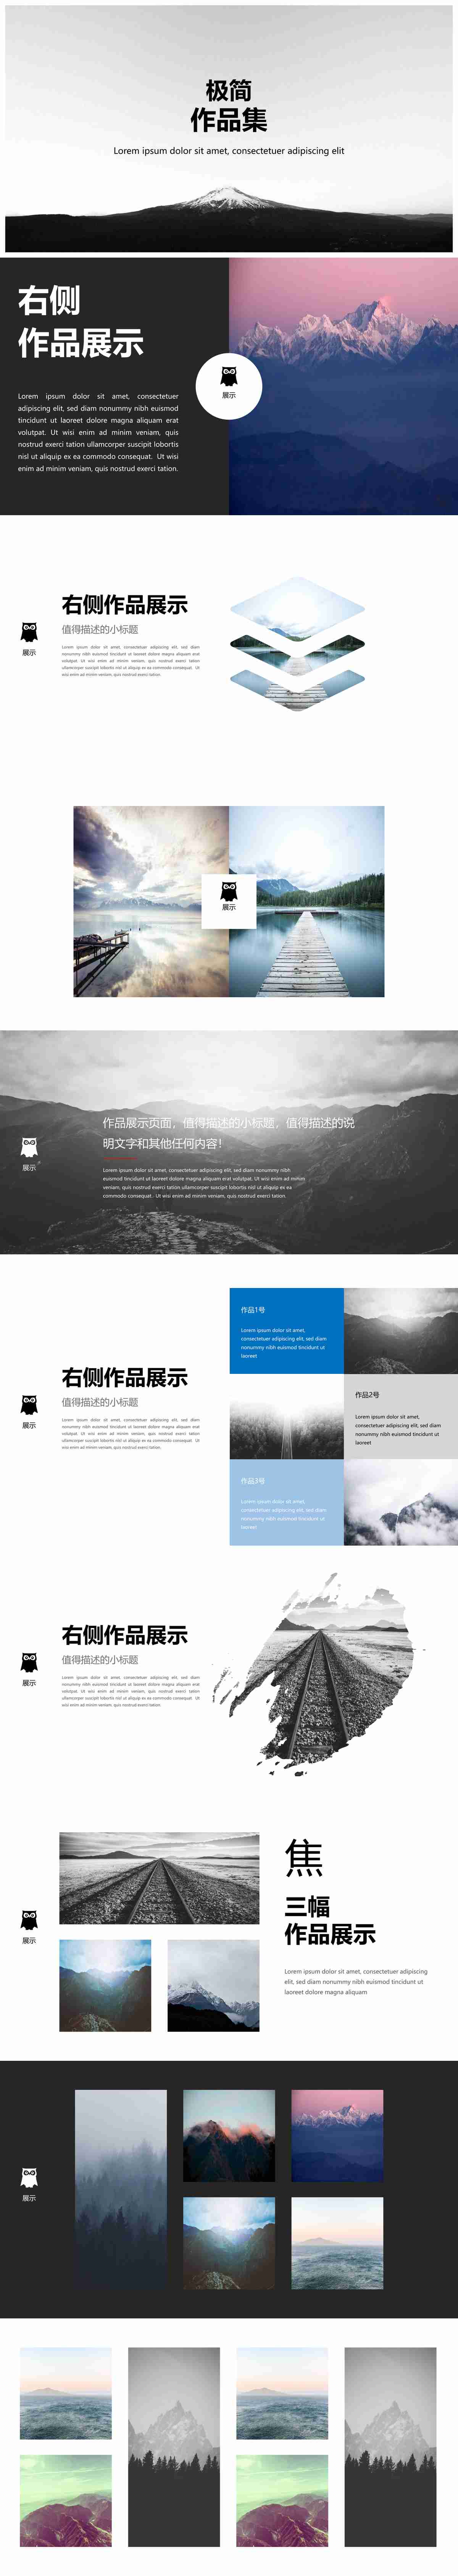 极简
作品集
Lorem ipsum dolor sit amet, consectetuer adipiscing elit
右侧
作品展示
Lorem ipsum dolor sit amet, consectetuer
adipiscing elit, sed diam nonummy nibh euismod
tincidunt ut laoreet dolore magna aliquam erat
volutpat. Ut wisi enim ad minim veniam, quis
nostrud exerci tation ullamcorper suscipit lobortis
nisl ut aliquip ex ea commodo consequat. Ut wisi
enim ad minim veniam, quis nostrud exerci tation.
展示
右侧作品展示
值得描述的小标题
Lorem ipsum dolor sit amet, consectetuer adipiscing elit, sed diam
nonummy nibh euismod tincidunt ut laoreet dolore magna aliquam erat
volutpat. Ut wisi enim ad minim veniam, quis nostrud exerci tation
ullamcorper suscipit lobortis nisl ut aliquip ex ea commodo consequat. Ut
wisi enim ad minim veniam, quis nostrud exerci tation.
展示
展示
作品展示页面，值得描述的小标题，值得描述的说
明文字和其他任何内容！
Lorem ipsum dolor sit amet, consectetuer adipiscing elit, sed diam nonummy nibh
euismod tincidunt ut laoreet dolore magna aliquam erat volutpat. Ut wisi enim ad minim
veniam, quis nostrud exerci tation ullamcorper suscipit lobortis nisl ut aliquip ex ea
commodo consequat. Ut wisi enim ad minim veniam, quis nostrud exerci tation.
展示
右侧作品展示
值得描述的小标题
Lorem ipsum dolor sit amet, consectetuer adipiscing elit, sed diam
nonummy nibh euismod tincidunt ut laoreet dolore magna aliquam erat
volutpat. Ut wisi enim ad minim veniam, quis nostrud exerci tation
ullamcorper suscipit lobortis nisl ut aliquip ex ea commodo consequat. Ut
wisi enim ad minim veniam, quis nostrud exerci tation.
展示
作品1号
Lorem ipsum dolor sit amet,
consectetuer adipiscing elit, sed diam
nonummy nibh euismod tincidunt ut
laoreet
作品2号
Lorem ipsum dolor sit amet,
consectetuer adipiscing elit, sed diam
nonummy nibh euismod tincidunt ut
laoreet
作品3号
Lorem ipsum dolor sit amet,
consectetuer adipiscing elit, sed diam
nonummy nibh euismod tincidunt ut
laoreet
右侧作品展示
值得描述的小标题
Lorem ipsum dolor sit amet, consectetuer adipiscing elit, sed diam
nonummy nibh euismod tincidunt ut laoreet dolore magna aliquam erat
volutpat. Ut wisi enim ad minim veniam, quis nostrud exerci tation
ullamcorper suscipit lobortis nisl ut aliquip ex ea commodo consequat. Ut
wisi enim ad minim veniam, quis nostrud exerci tation.
展示
焦
三幅
作品展示
Lorem ipsum dolor sit amet, consectetuer adipiscing
elit, sed diam nonummy nibh euismod tincidunt ut
laoreet dolore magna aliquam
展示
展示